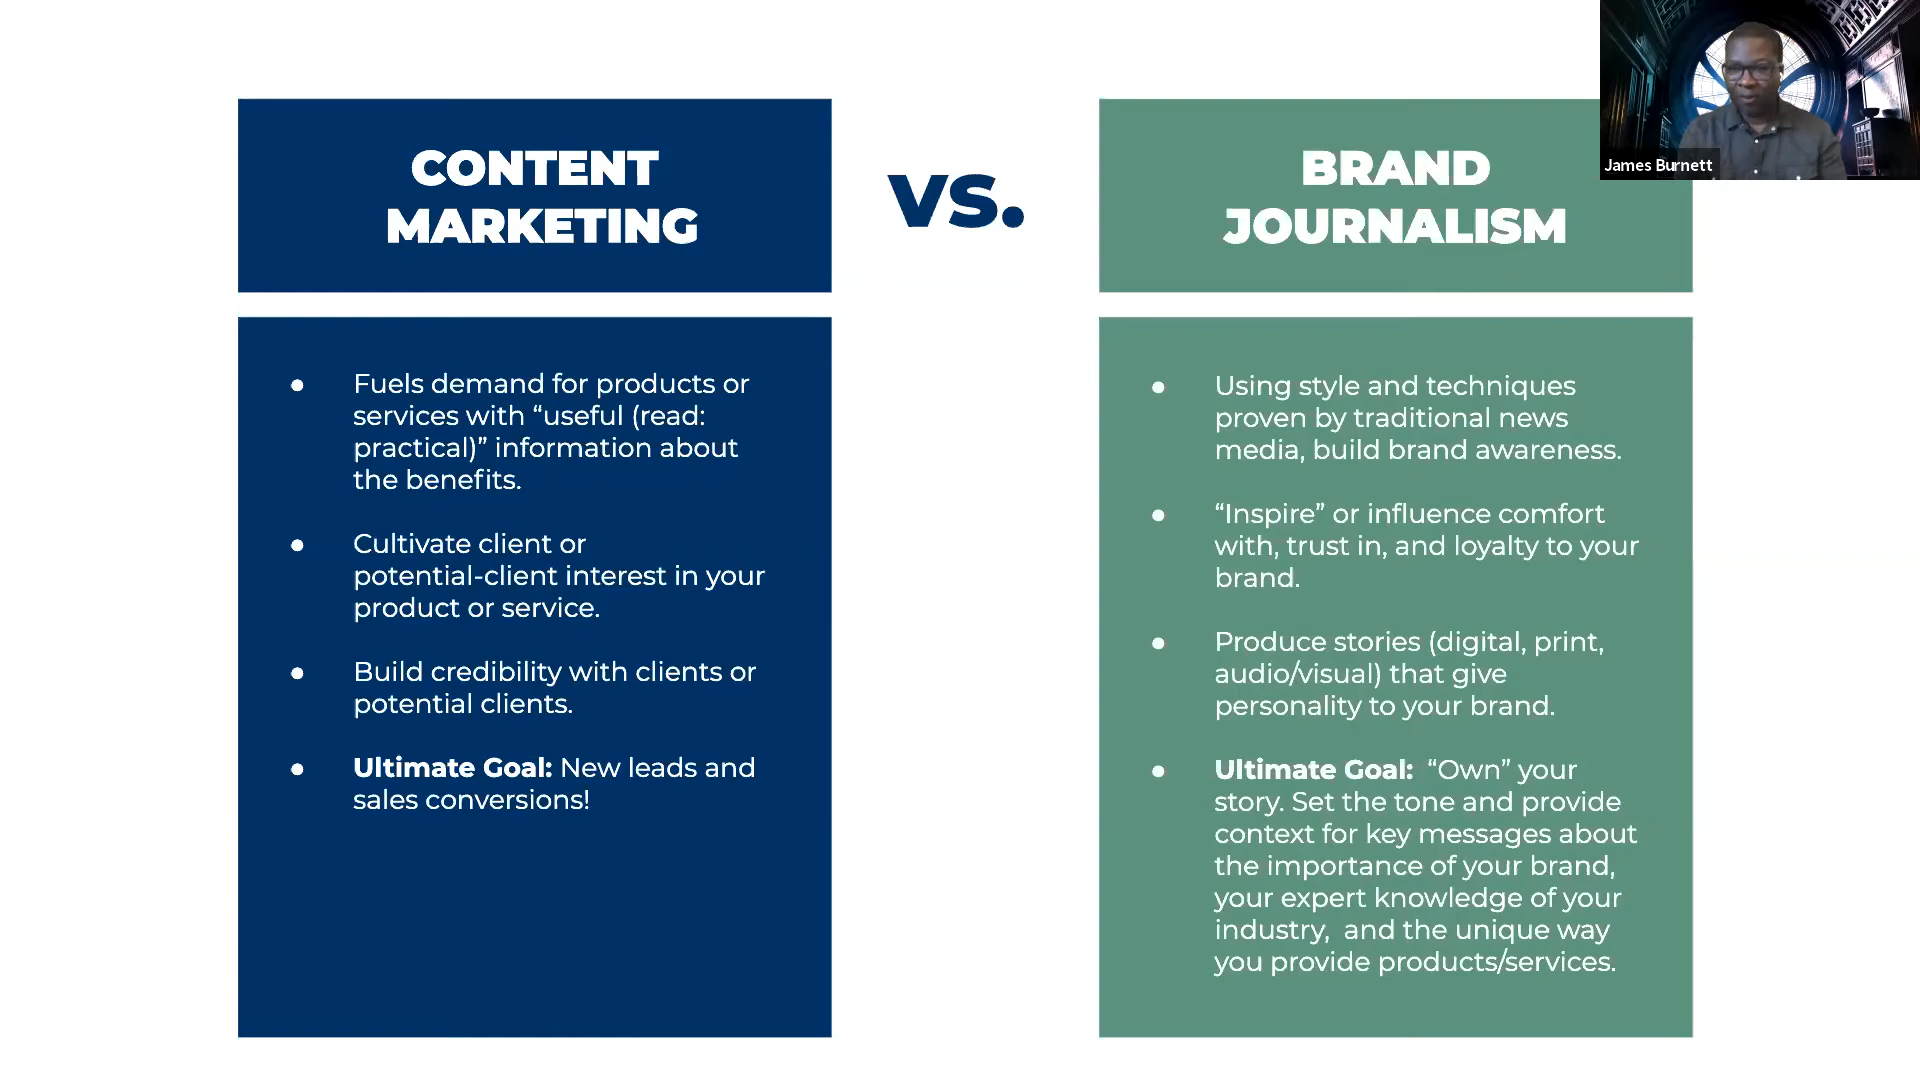 CONTENT
MARKETING
vs.
BRAND
JOURNALISM
James Burnett
● Fuels demand for products or
services with “useful (read:
practical)” information about
the benefits.
● Cultivate client or
potential-client interest in your
product or service.
● Build credibility with clients or
potential clients.
● Ultimate Goal: New leads and
sales conversions!
● Using style and techniques
proven by traditional news
media, build brand awareness.
● “Inspire” or influence comfort
with, trust in, and loyalty to your
brand.
● Produce stories (digital, print,
audio/visual) that give
personality to your brand.
● Ultimate Goal: “Own” your
story. Set the tone and provide
context for key messages about
the importance of your brand,
your expert knowledge of your
industry, and the unique way
you provide products/services.